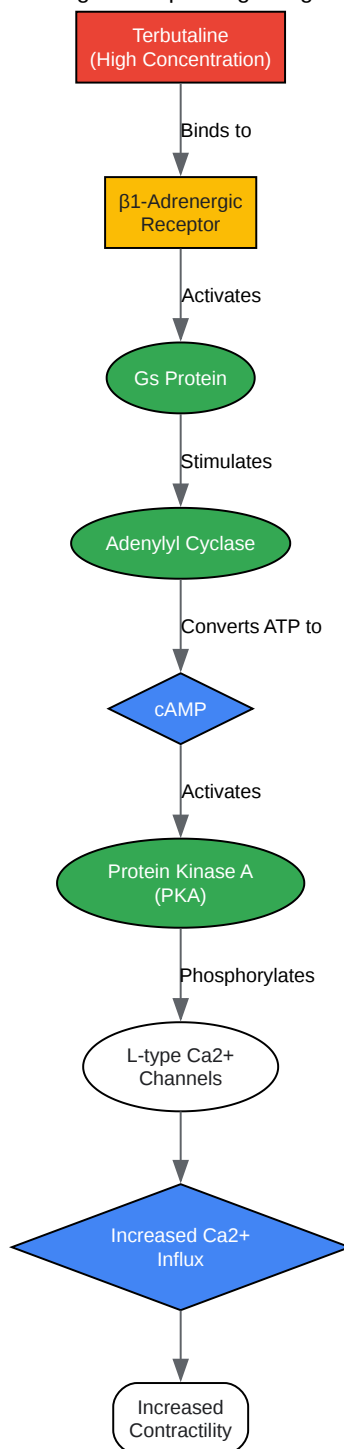 Terbutaline
(High Concentration)
Binds to
β1-Adrenergic
Receptor
Activates
Gs Protein
Stimulates
Adenylyl Cyclase
Converts ATP to
cAMP
Activates
Protein Kinase A
(PKA)
Phosphorylates
L-type Ca2+
Channels
Increased Ca2+
Influx
Increased
Contractility